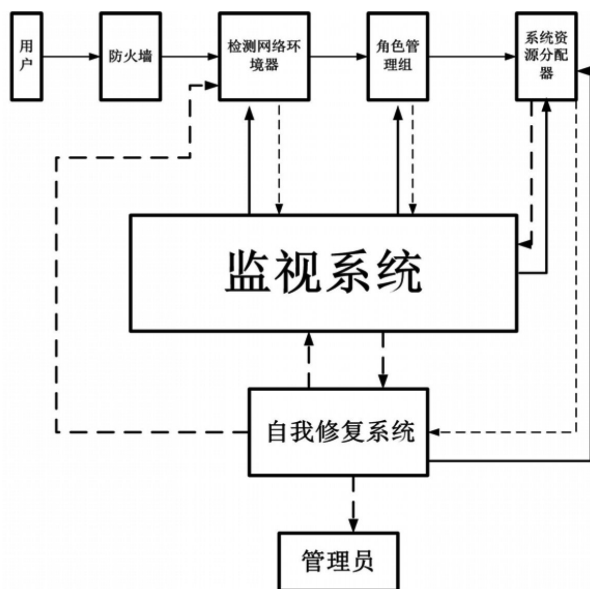 用
户
防火墙
检测网络环
境器
角色管
理组
系统资
源分配
器
监视系统
自我修复系统
管理员